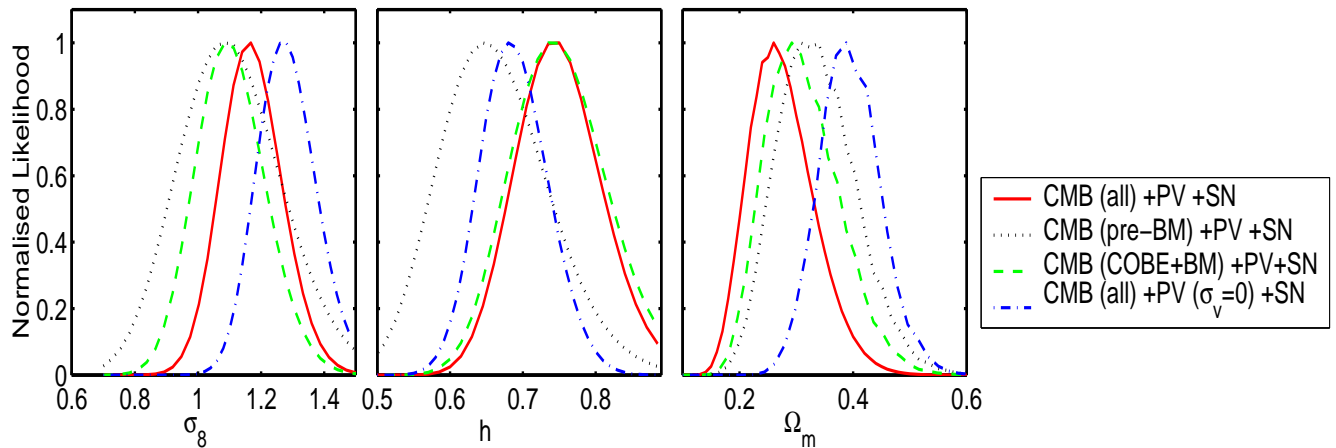 Normalised Likelihood
1
0.8
0.6
0.4
0.2
0
0.6 0.8 1 1.2 1.4
σ8
0.5 0.6 0.7 0.8
h
0.2 0.4 0.6
Ωm
CMB (all) +PV +SN
CMB (pre−BM) +PV +SN
CMB (COBE+BM) +PV+SN
CMB (all) +PV (σv=0) +SN